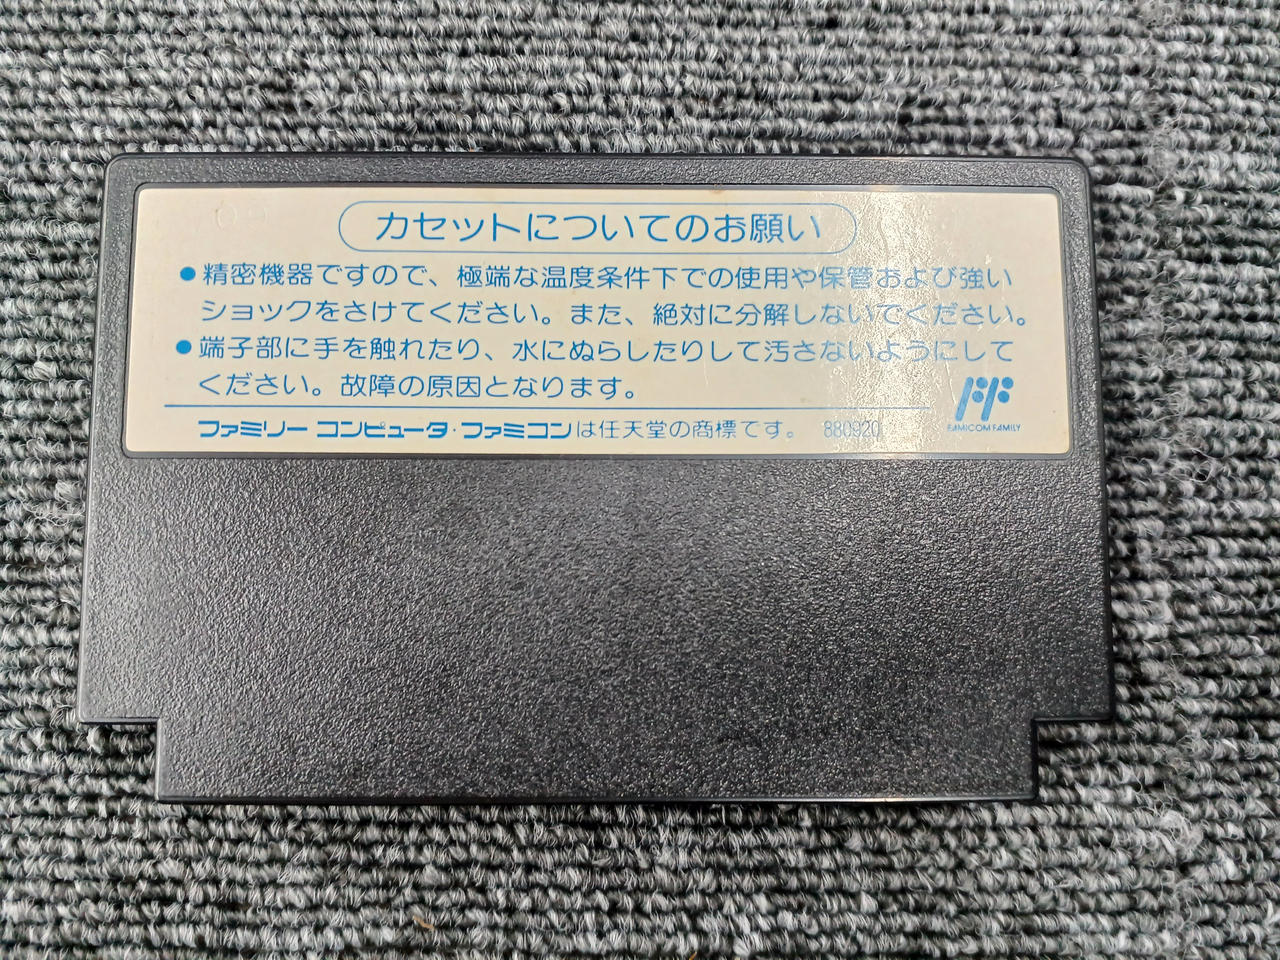 カセットについてのお願い
●精密機器ですので、極端な温度条件下での使用や保管および強い
ショックをさけてください。また、絶対に分解しないでください。
●端子部に手を触れたり、水にぬらしたりして汚さないようにして
ください。故障の原因となります。
FF
FAMICOM FAMILY
ファミリー コンピュータ・ファミコンは任天堂の商標です。 880920